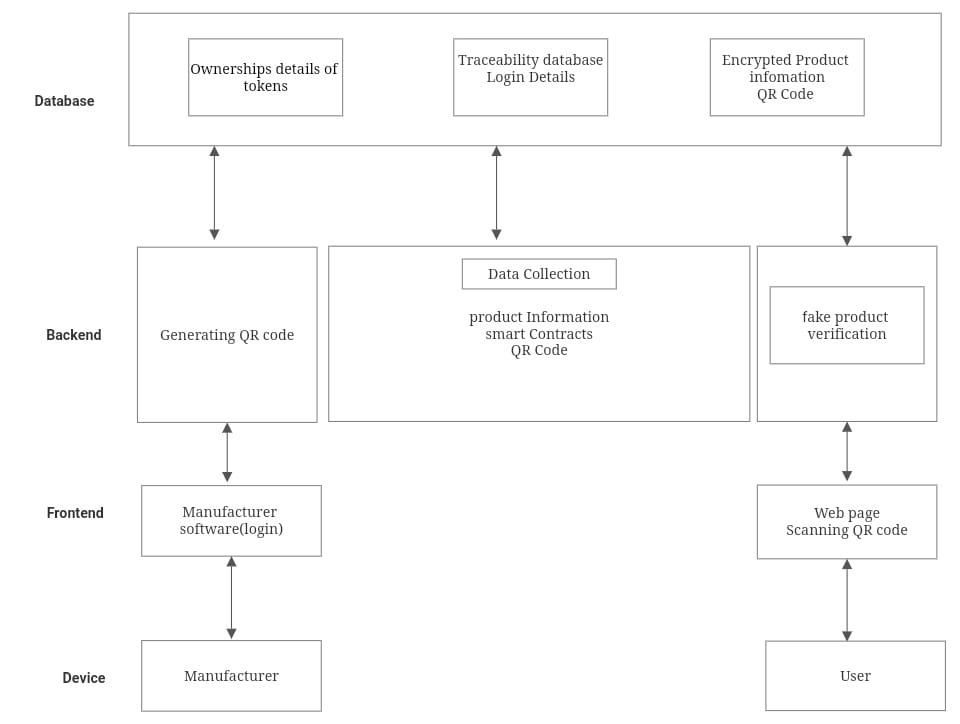 Database
Ownerships details of
tokens
Traceability database
Login Details
Encrypted Product
infomation
QR Code
Backend
Generating QR code
Data Collection
product Information
smart Contracts
QR Code
fake product
verification
Frontend
Manufacturer
software(login)
Web page
Scanning QR code
Device
Manufacturer
User